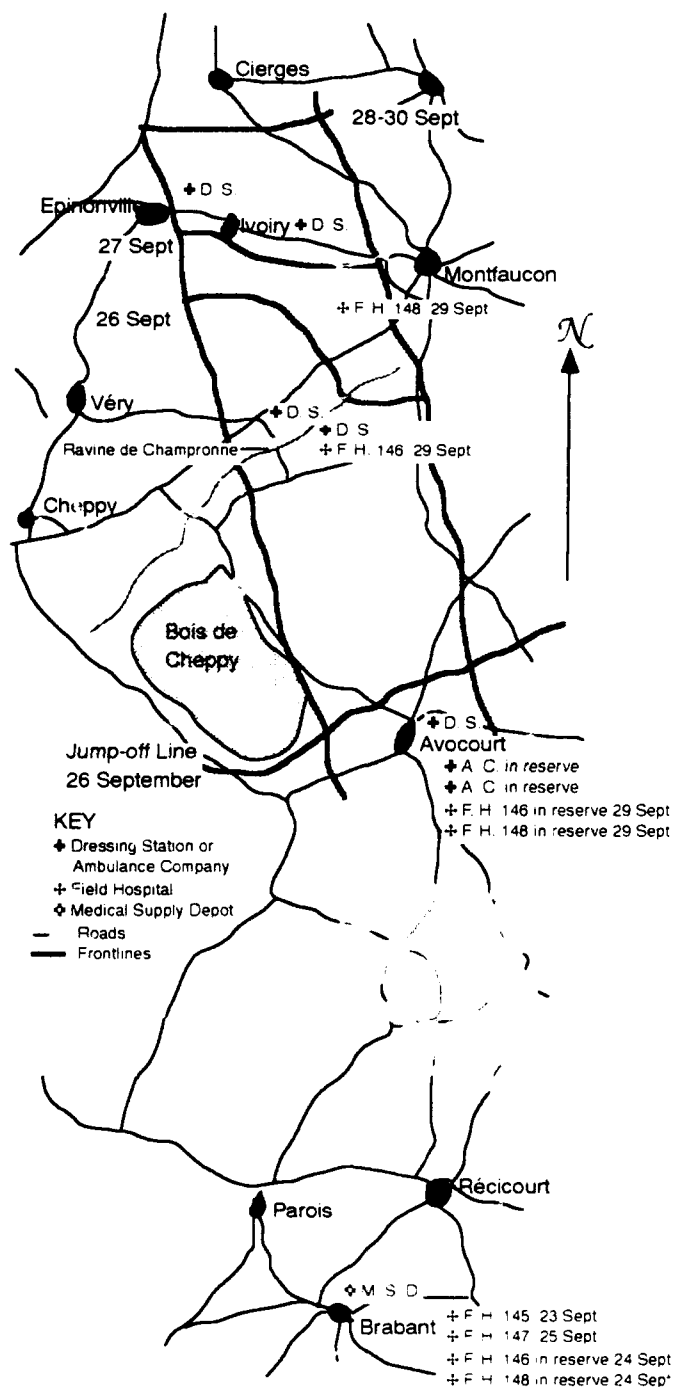 Cierges
28-30 Sept
D. S.
Epinonville
Ivoiry
D. S.
27 Sept
Montfaucon
26 Sept
F. H. 148 29 Sept
N
Véry
D. S.
D. S.
Ravine de Champronne
F. H. 146 29 Sept
Cheppy
Bois de
Cheppy
D. S.
Jump-off Line
26 September
Avocourt
A. C. in reserve
A. C. in reserve
F. H. 146 in reserve 29 Sept
F. H. 148 in reserve 29 Sept
KEY
Dressing Station or
Ambulance Company
Field Hospital
Medical Supply Depot
Roads
Frontlines
Récicourt
Parois
M. S. D.
Brabant
F. H. 145 23 Sept
F. H. 147 25 Sept
F. H. 146 in reserve 24 Sept
F. H. 148 in reserve 24 Sept